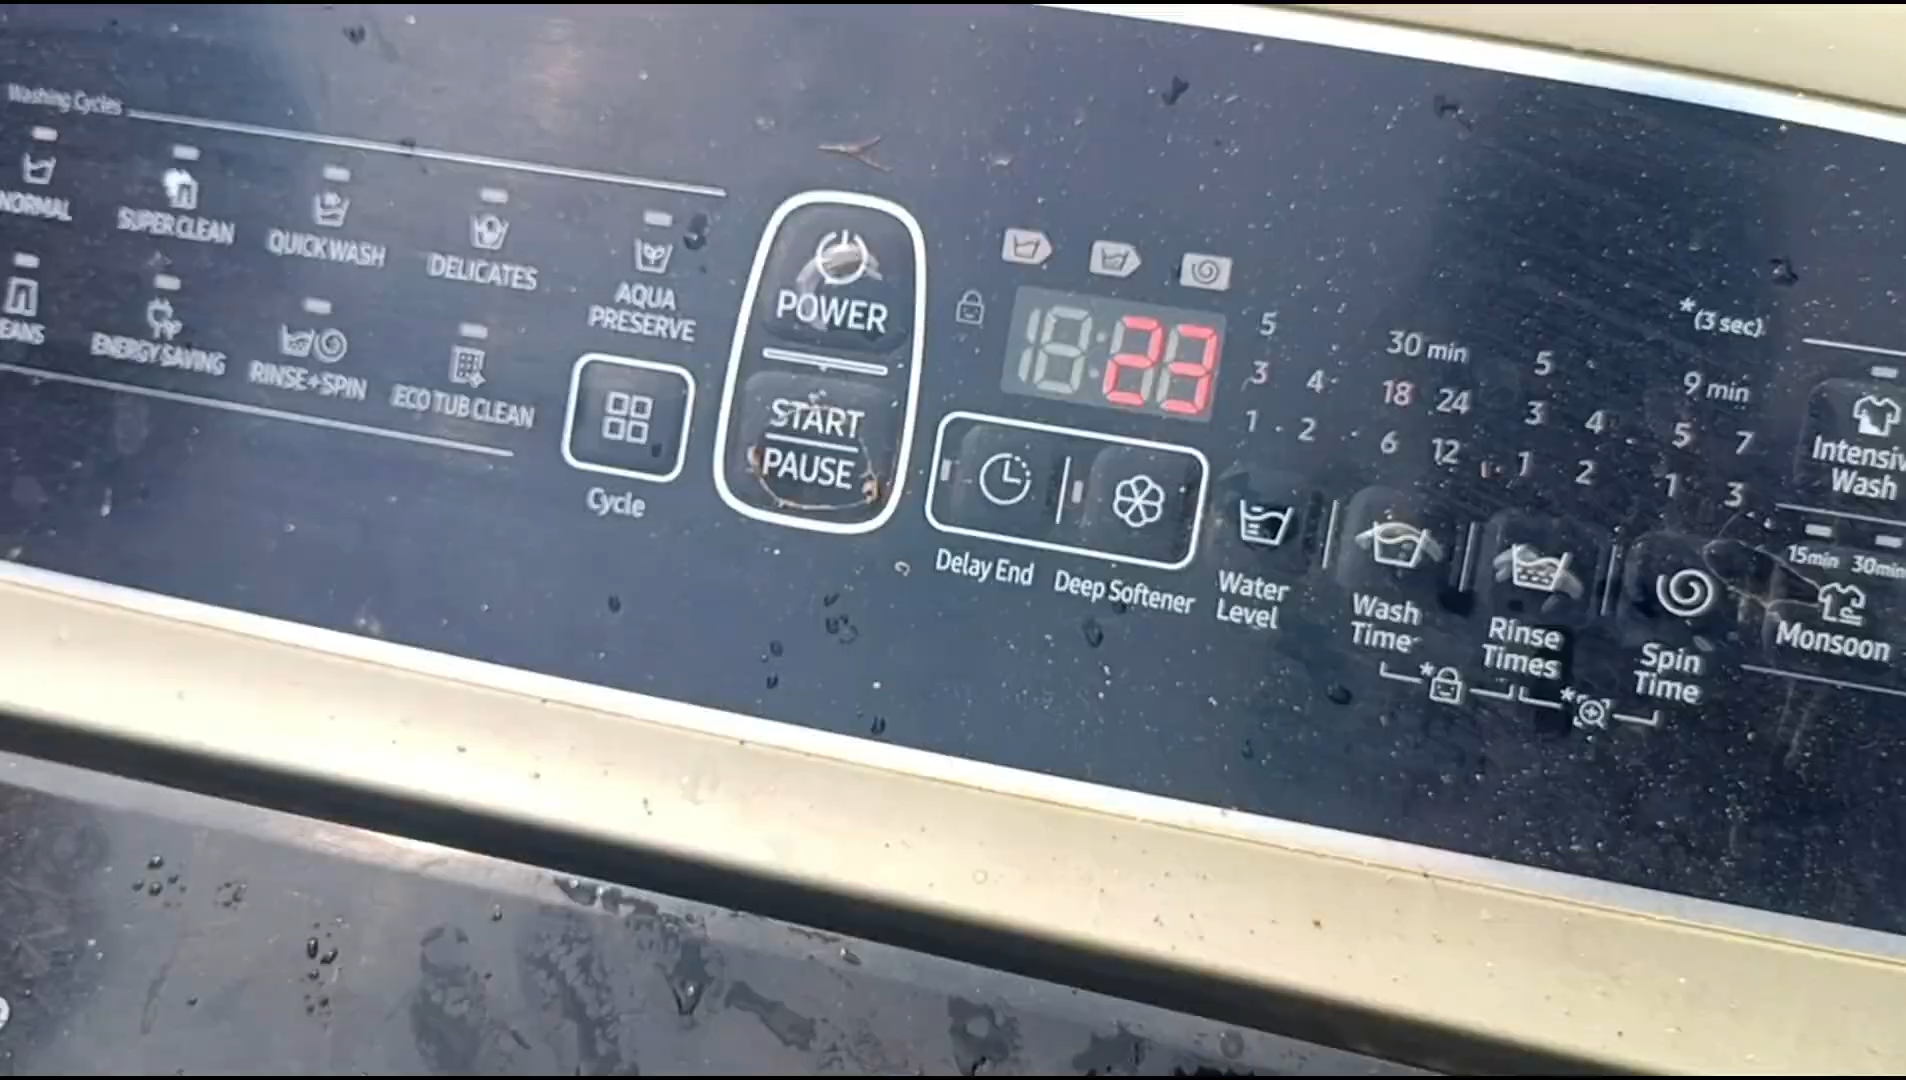 Washing Cycles
NORMAL
SUPER CLEAN
QUICK WASH
DELICATES
AQUA
PRESERVE
EANS
ENERGY SAVING
RINSE+SPIN
ECO TUB CLEAN
Cycle
POWER
START
PAUSE
23
Delay End
Deep Softener
5
3 4
1 2
Water
Level
30 min
18 24
6 12
Wash
Time
5
3 4
1 2
Rinse
Times
*(3 sec)
9 min
5 7
1 3
Spin
Time
*
*
Intensiv
Wash
15min 30min
Monsoon